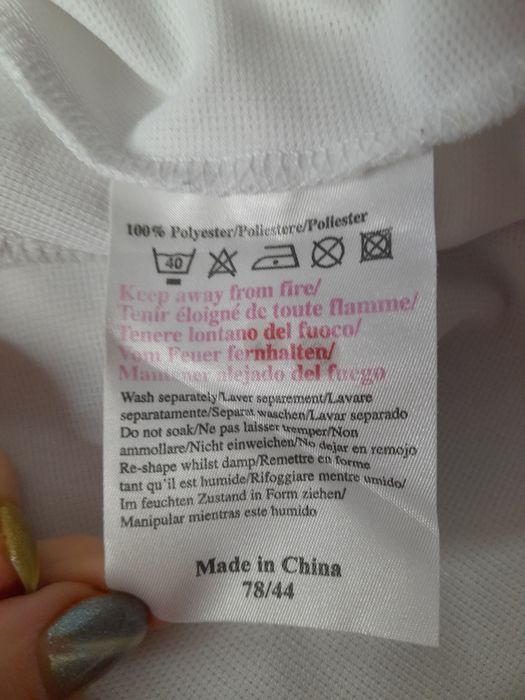 100% Polyester/Poliestere/Poliester
40
Keep away from fire/
Tenir éloigné de toute flamme/
Tenere lontano del fuoco/
Vom Feuer fernhalten/
Mantener alejado del fuego
Wash separately/Laver separement/Lavare
separatamente/Separat waschen/Lavar separado
Do not soak/Ne pas laisser tremper/Non
ammollare/Nicht einweichen/No dejar en remojo
Re-shape whilst damp/Remettre en forme
tant qu'il est humide/Rifoggiare mentre umido/
Im feuchten Zustand in Form ziehen/
Manipular mientras este humido
Made in China
78/44